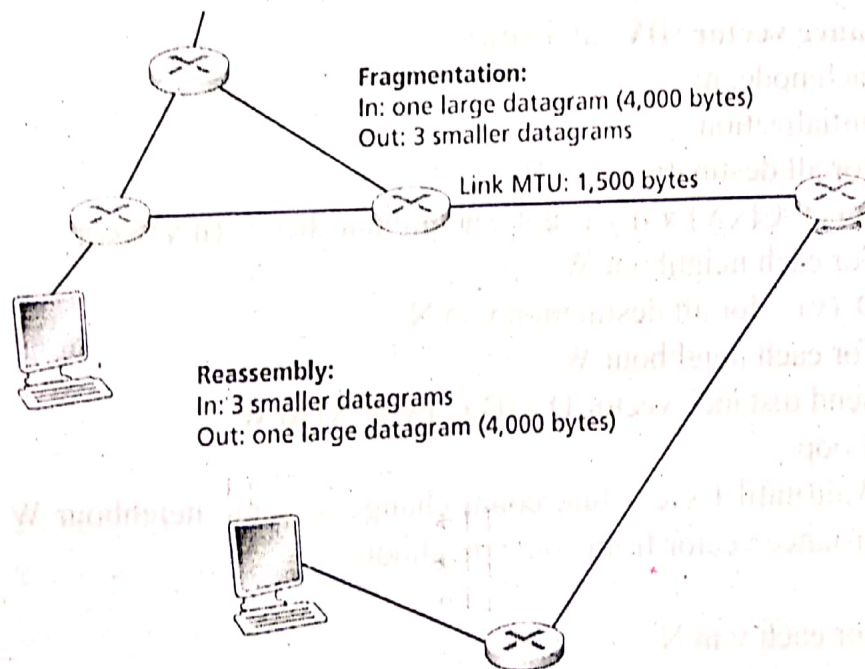 Fragmentation:
In: one large datagram (4,000 bytes)
Out: 3 smaller datagrams
Link MTU: 1,500 bytes
Reassembly:
In: 3 smaller datagrams
Out: one large datagram (4,000 bytes)